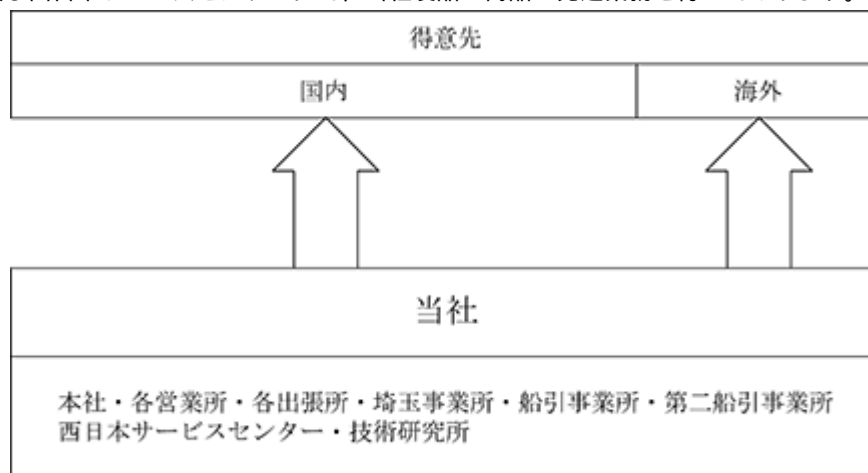 得意先
国内
海外
当社
本社・各営業所・各出張所・埼玉事業所・船引事業所・第二船引事業所
西日本サービスセンター・技術研究所